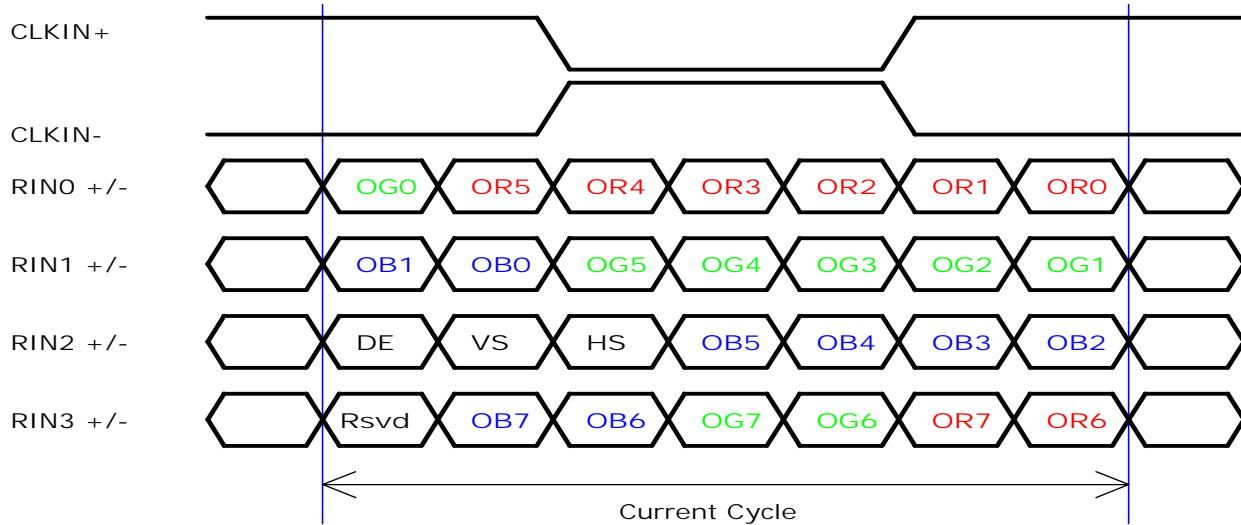 CLKIN+
CLKIN-
RIN0 +/- OG0 OR5 OR4 OR3 OR2 OR1 OR0
RIN1 +/- OB1 OB0 OG5 OG4 OG3 OG2 OG1
RIN2 +/- DE VS HS OB5 OB4 OB3 OB2
RIN3 +/- Rsvd OB7 OB6 OG7 OG6 OR7 OR6
Current Cycle